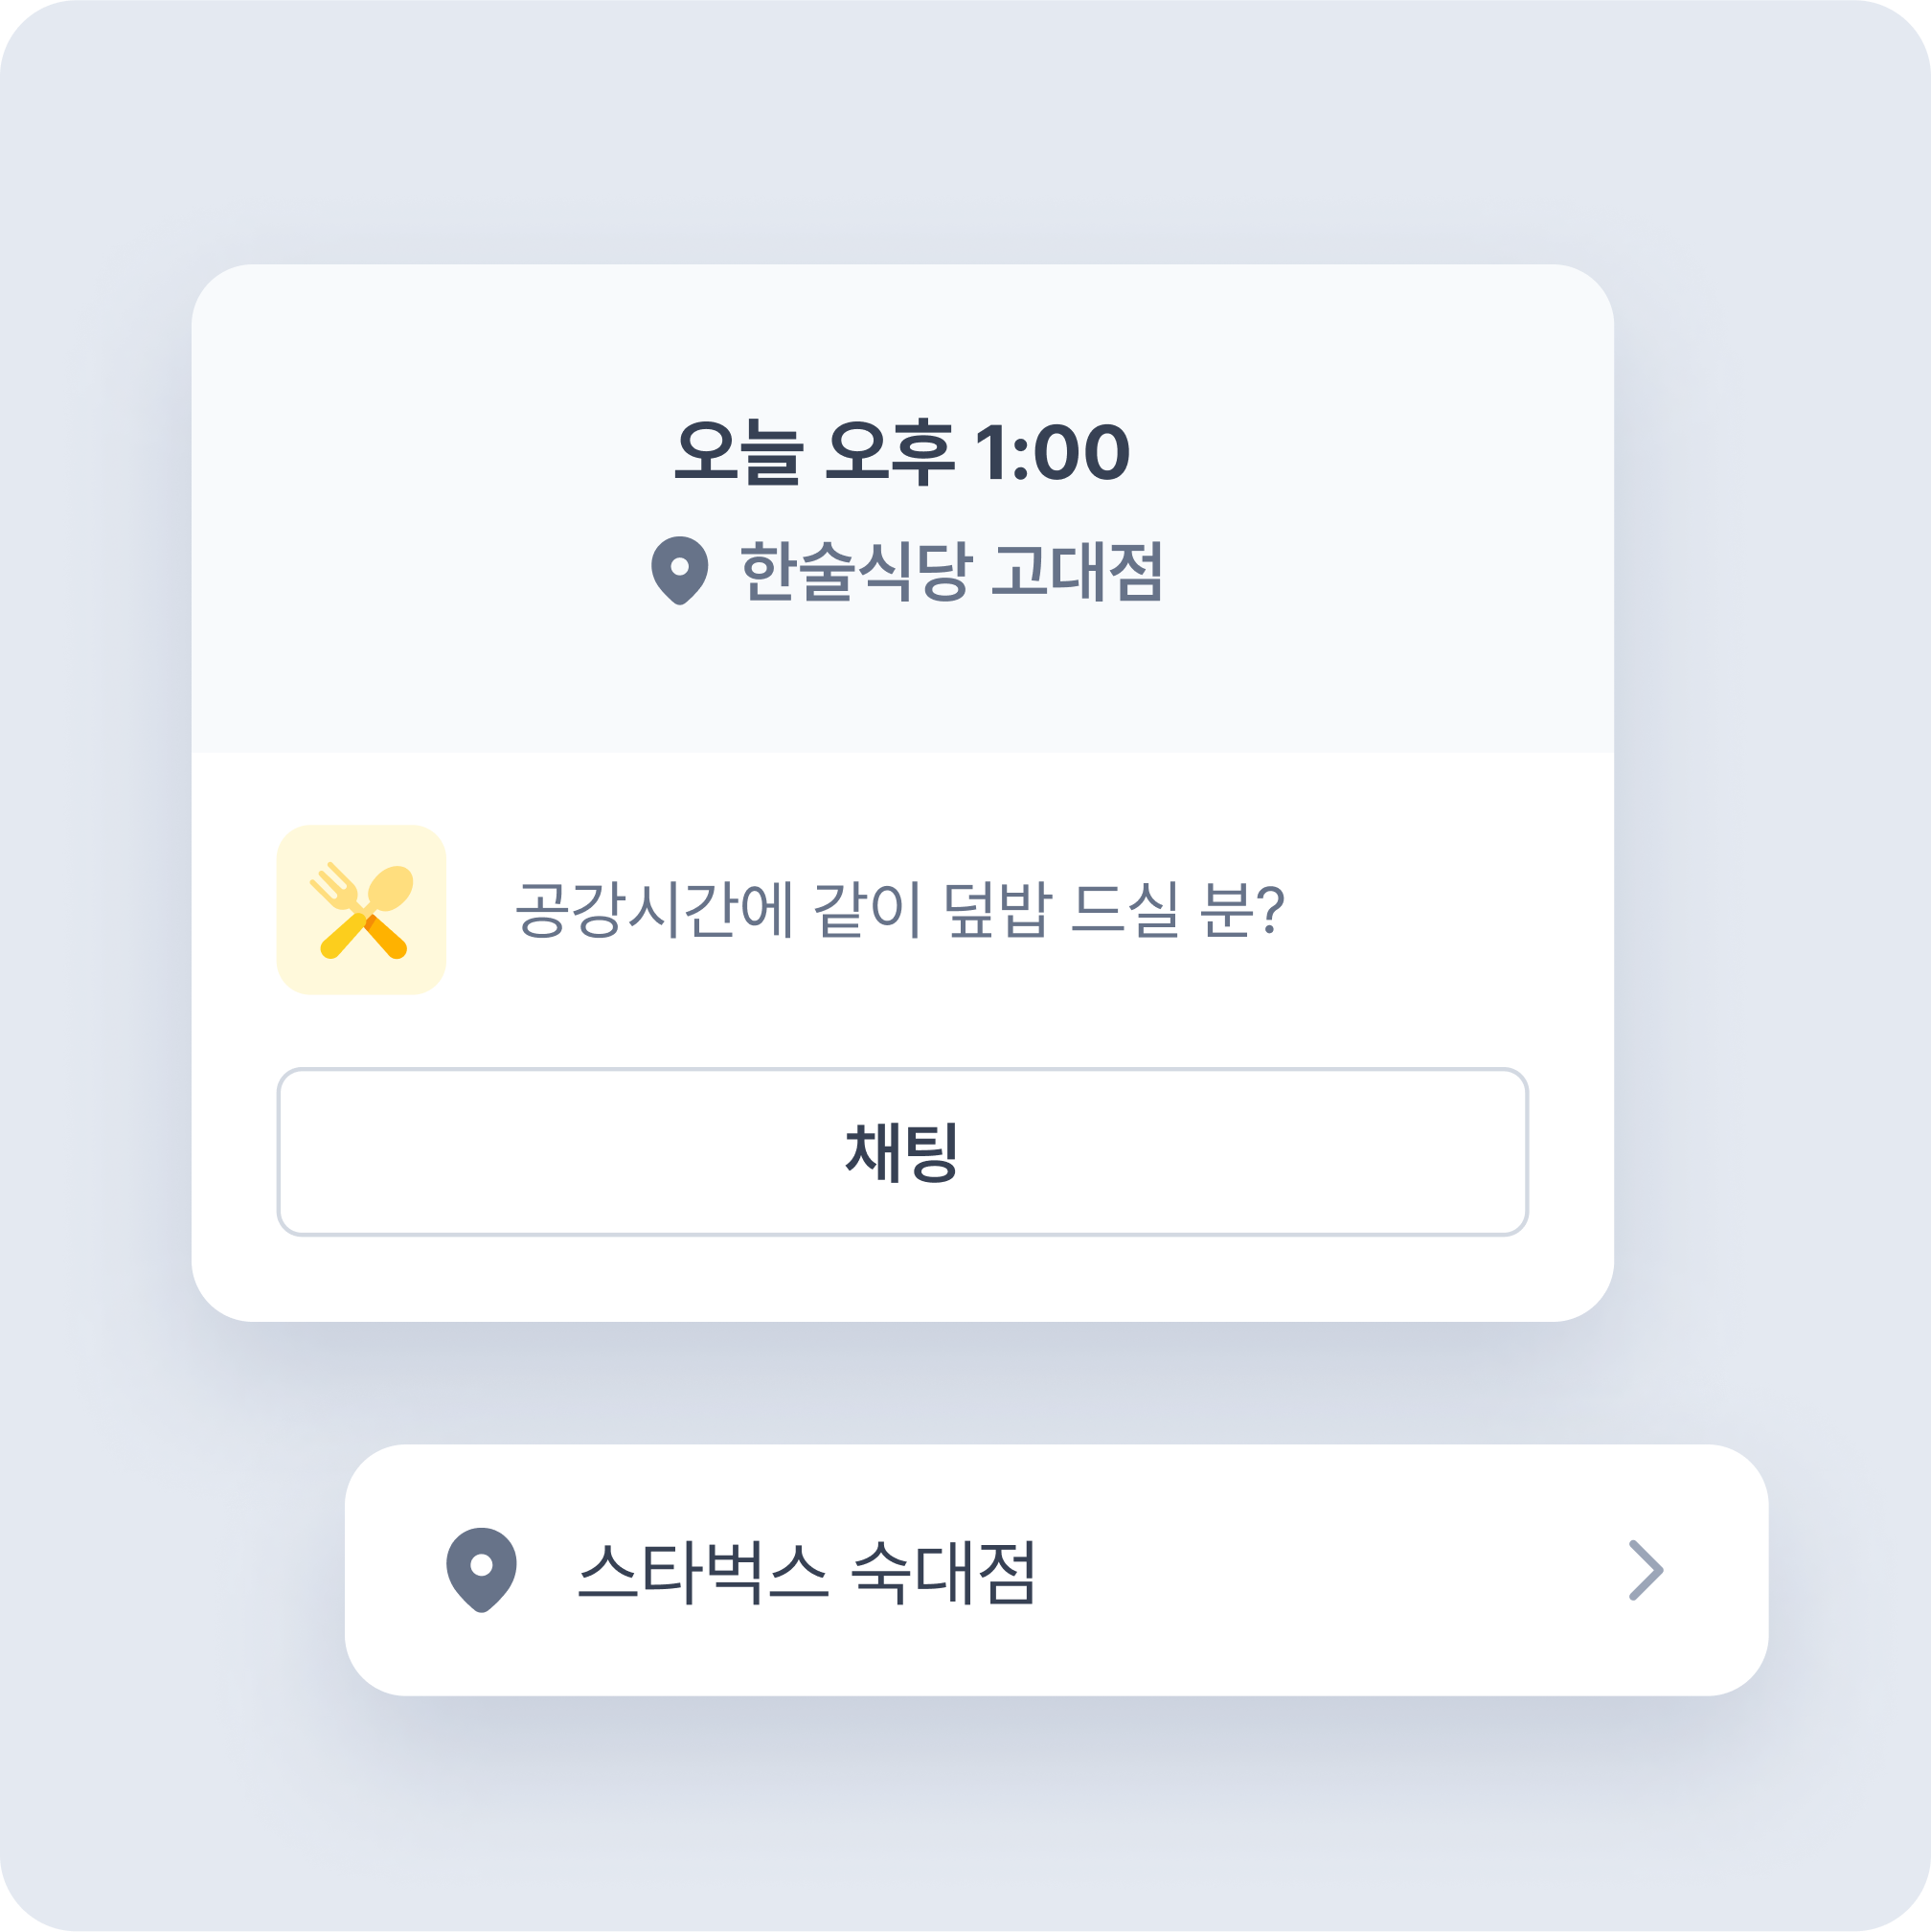 오늘 오후 1:00
한술식당 고대점
공강시간에 같이 덮밥 드실 분?
채팅
스타벅스 숙대점